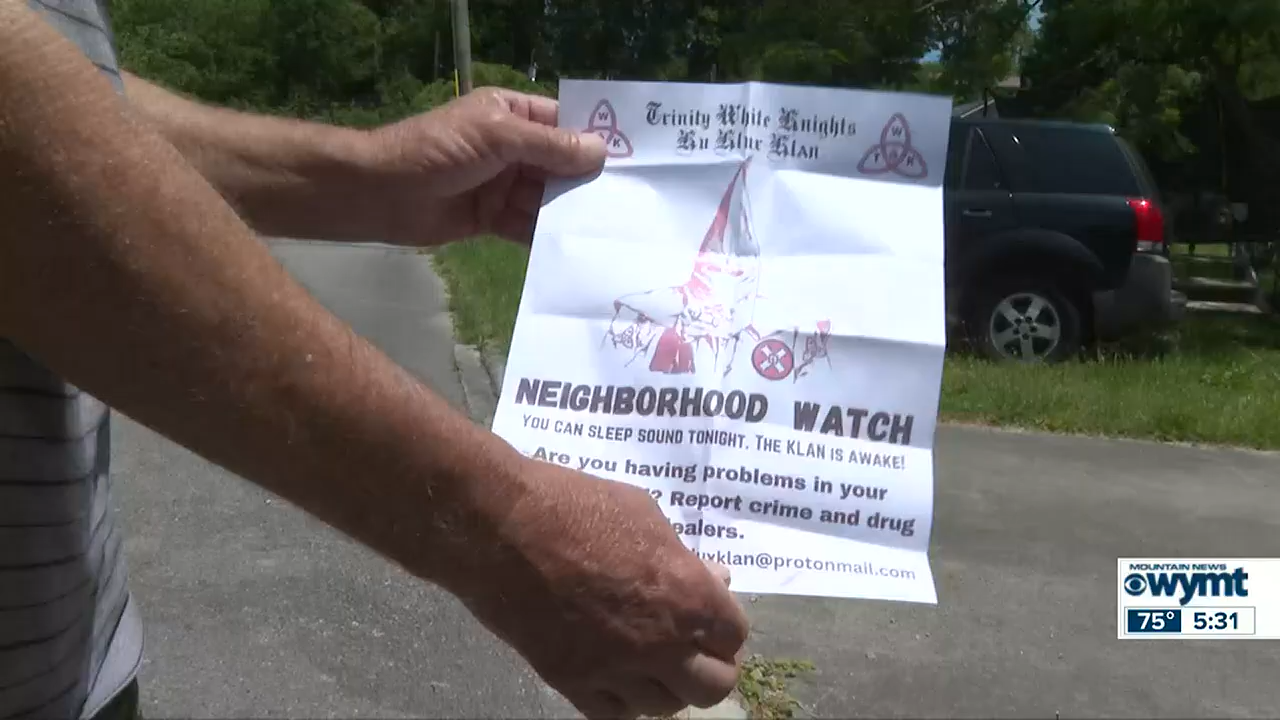 Trinity White Knights
Ku Klux Klan
W
T K
W
T K
NEIGHBORHOOD WATCH
YOU CAN SLEEP SOUND TONIGHT. THE KLAN IS AWAKE!
Are you having problems in your
? Report crime and drug
ealers.
luxklan@protonmail.com
MOUNTAIN NEWS
wymt
75° 5:31